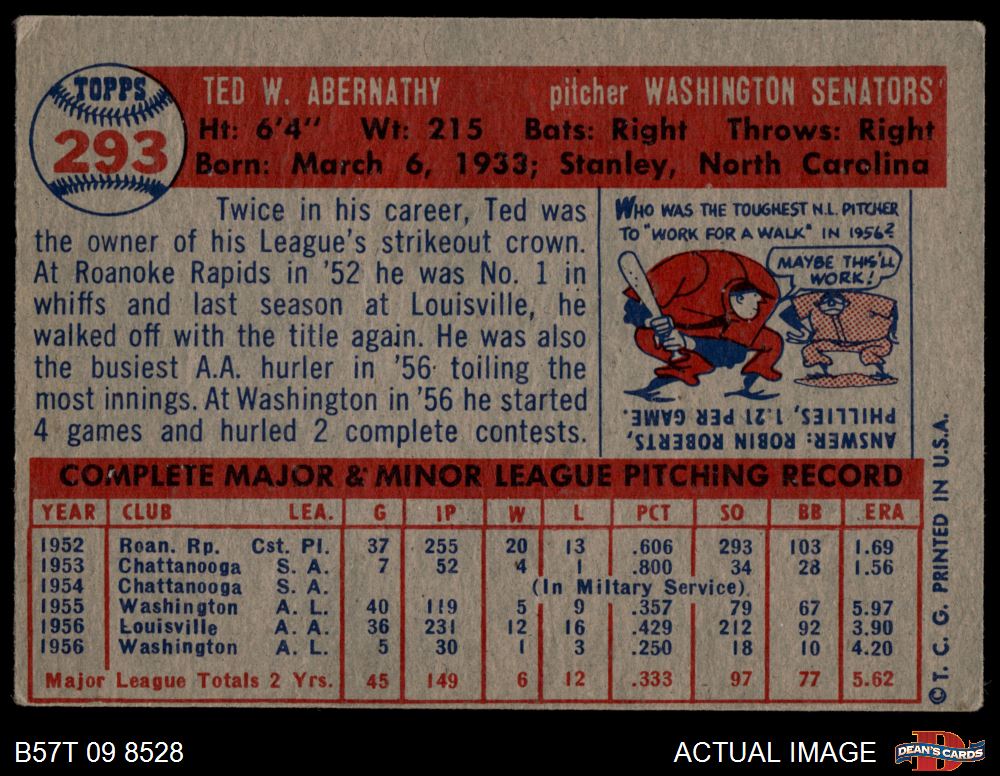 TOPPS
293
TED W. ABERNATHY pitcher WASHINGTON SENATORS
Ht: 6'4" Wt: 215 Bats: Right Throws: Right
Born: March 6, 1933; Stanley, North Carolina
Twice in his career, Ted was
the owner of his League's strikeout crown.
At Roanoke Rapids in '52 he was No. 1 in
whiffs and last season at Louisville, he
walked off with the title again. He was also
the busiest A.A. hurler in '56 toiling the
most innings. At Washington in '56 he started
4 games and hurled 2 complete contests.
WHO WAS THE TOUGHEST N.L. PITCHER
TO "WORK FOR A WALK" IN 1956?
MAYBE THIS'LL
WORK!
ANSWER: ROBIN ROBERTS,
PHILLIES, 1.21 PER GAME.
COMPLETE MAJOR & MINOR LEAGUE PITCHING RECORD
YEAR CLUB LEA. G IP W L PCT SO BB ERA
1952 Roan. Rp. Cst. Pl. 37 255 20 13 .606 293 103 1.69
1953 Chattanooga S. A. 7 52 4 1 .800 34 28 1.56
1954 Chattanooga S. A. (In Military Service)
1955 Washington A. L. 40 119 5 9 .357 79 67 5.97
1956 Louisville A. A. 36 231 12 16 .429 212 92 3.90
1956 Washington A. L. 5 30 1 3 .250 18 10 4.20
Major League Totals 2 Yrs. 45 149 6 12 .333 97 77 5.62
© T. C. G. PRINTED IN U.S.A.
B57T 09 8528
ACTUAL IMAGE
DEAN'S CARDS